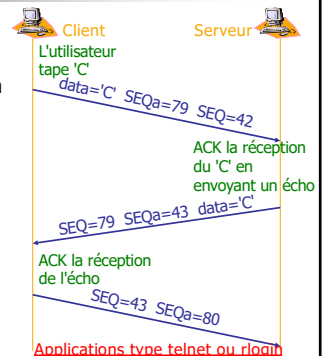 Client
Serveur
L'utilisateur
tape 'C'
data='C' SEQa=79 SEQ=42
ACK la réception
du 'C' en
envoyant un écho
SEQ=79 SEQa=43 data='C'
ACK la réception
de l'écho
SEQ=43 SEQa=80
Applications type telnet ou rlogin